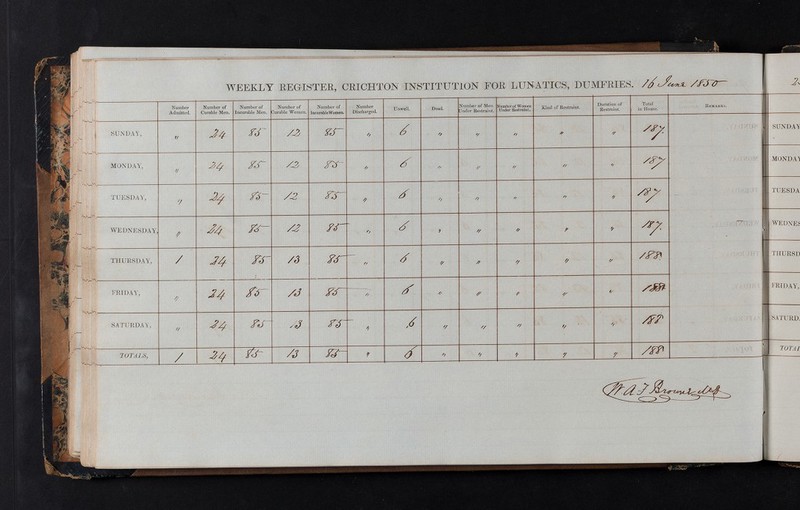 WEEKLY REGISTER, CRICHTON INSTITUTION FOR LUNATICS, DUMFRIES. 16 June 1850
Number Admitted. Number of Curable Men. Number of Incurable Men. Number of Curable Women. Number of Incurable Women. Number Discharged. Unwell. Dead. Number of Men Under Restraint. Number of Women Under Restraint. Kind of Restraint. Duration of Restraint. Total in House. REMARKS.
SUNDAY, " 24 85 12 85 " 6 " " " " " 187
MONDAY, " 24 85 12 85 " 6 " " " " " 187
TUESDAY, " 24 85 12 85 " 6 " " " " " 187
WEDNESDAY, " 24 85 12 85 " 6 " " " " " 187
THURSDAY, 1 24 85 13 85 " 6 " " " " " 188
FRIDAY, " 24 85 13 85 " 6 " " " " " 188
SATURDAY, " 24 85 13 85 " 6 " " " " " 188
TOTALS, 1 24 85 13 85 " 6 " " " " " 188
W A F Browne
SUNDAY
MONDAY
TUESDA
WEDNES
THURSD
FRIDAY,
SATURD
TOTAL